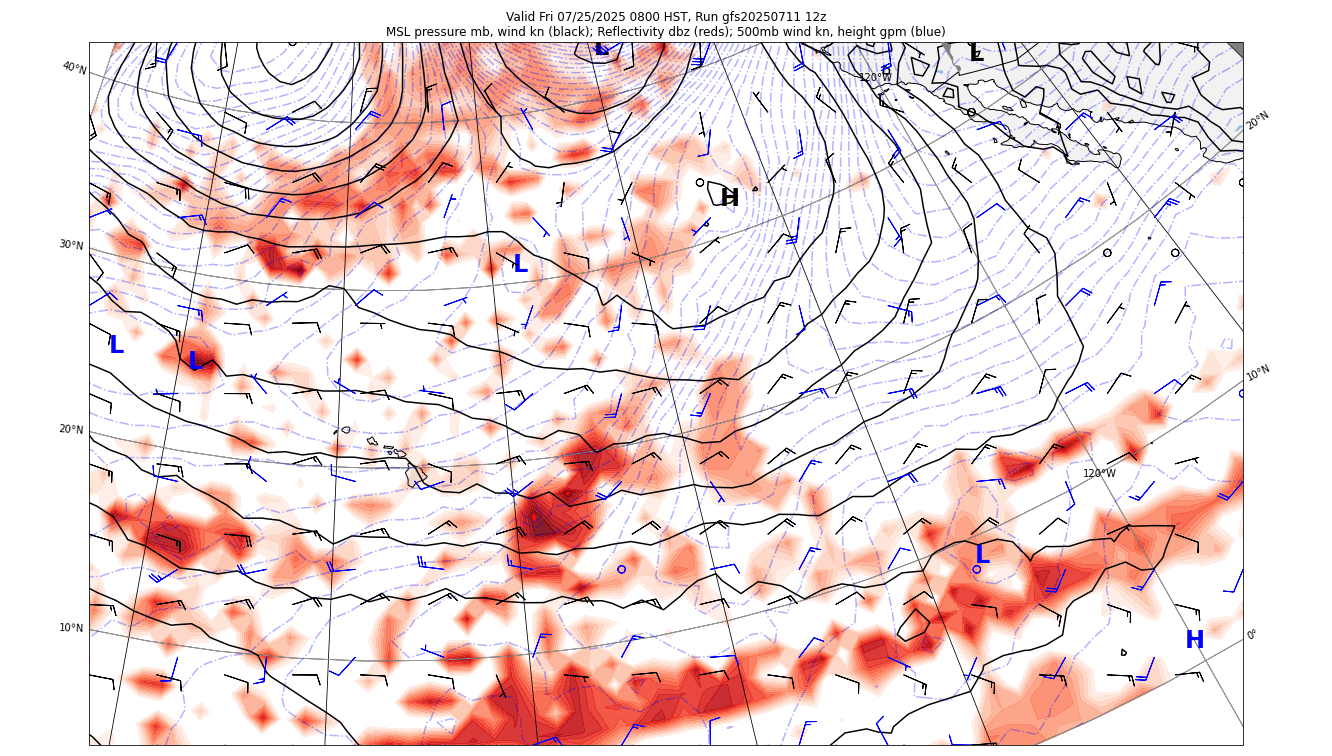 Valid Fri 07/25/2025 0800 HST, Run gfs20250711 12z
MSL pressure mb, wind kn (black); Reflectivity dbz (reds); 500mb wind kn, height gpm (blue)
L
L
40°N
120°W
20°N
H
30°N
L
L
L
10°N
20°N
120°W
L
10°N
0°
H